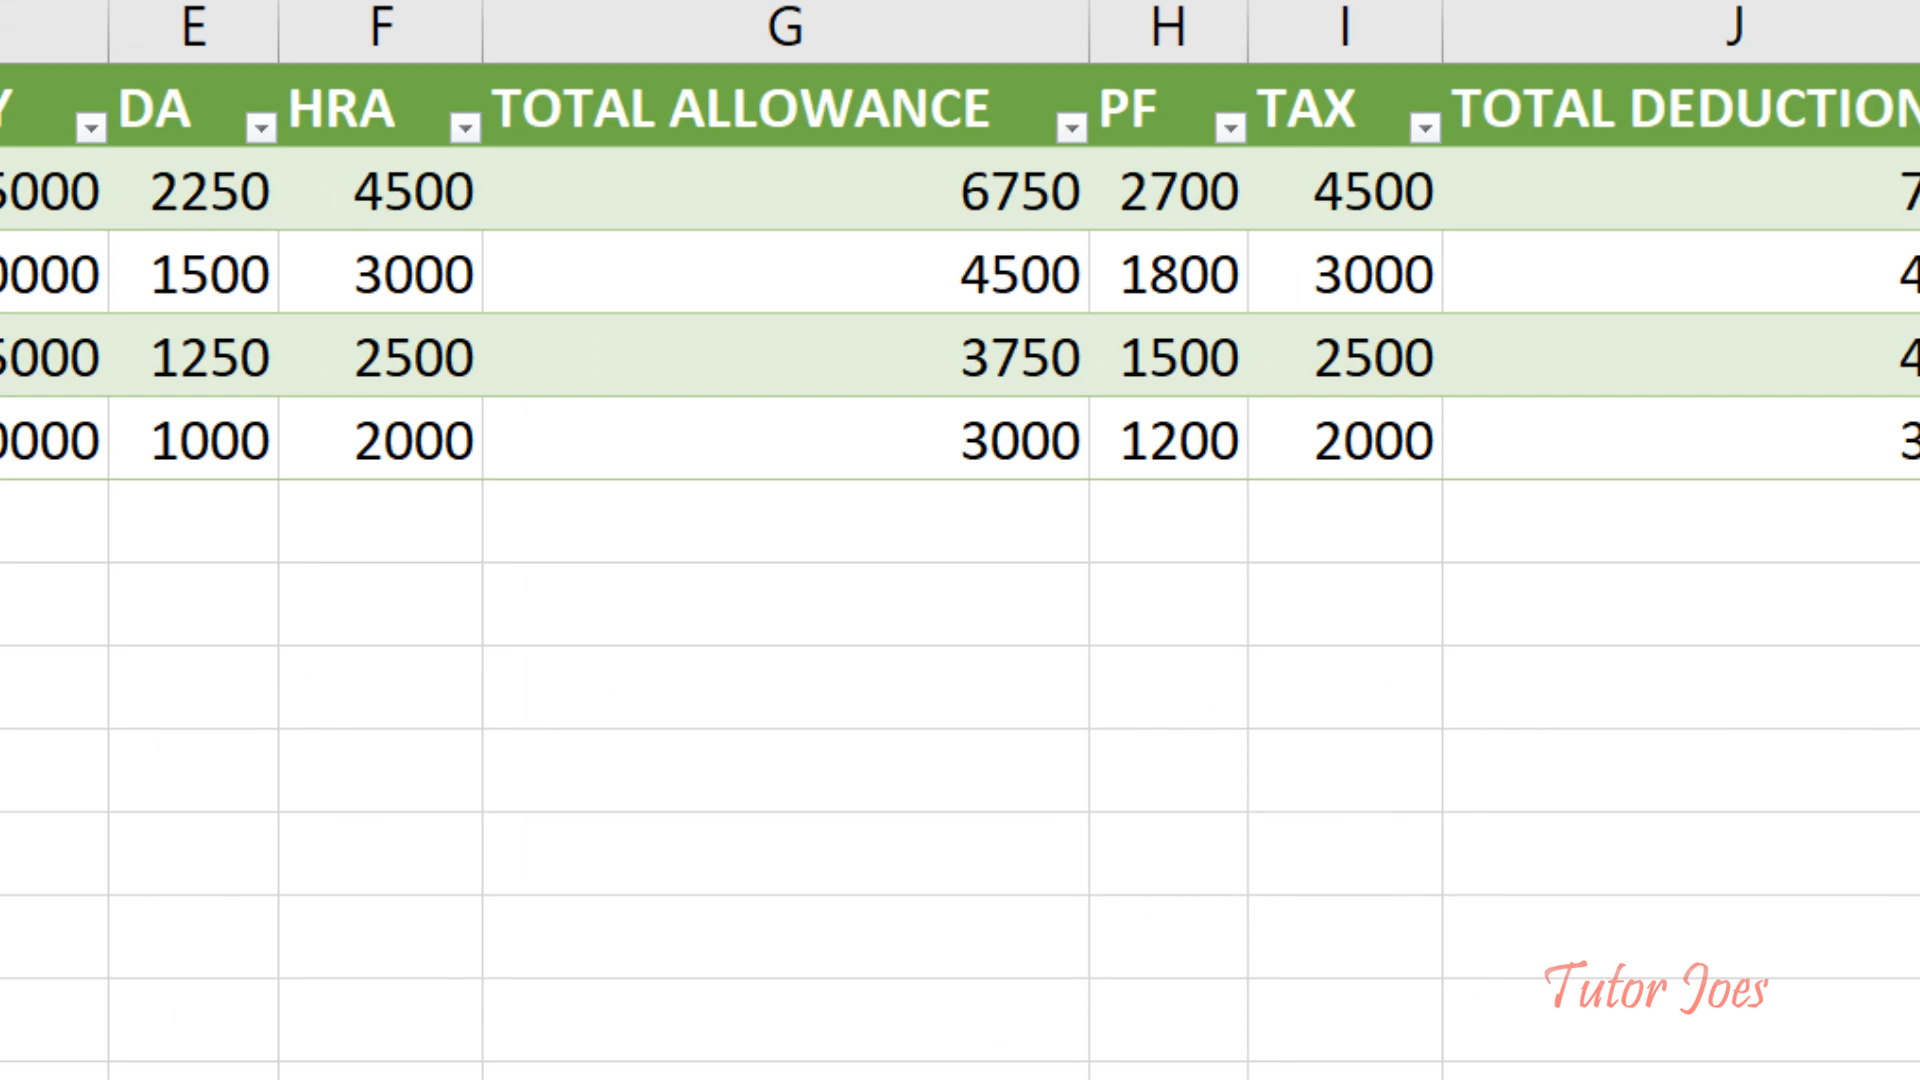 E F G H I J
Y DA HRA TOTAL ALLOWANCE PF TAX TOTAL DEDUCTION
5000 2250 4500 6750 2700 4500 7
0000 1500 3000 4500 1800 3000 4
5000 1250 2500 3750 1500 2500 4
0000 1000 2000 3000 1200 2000 3
Tutor Joes